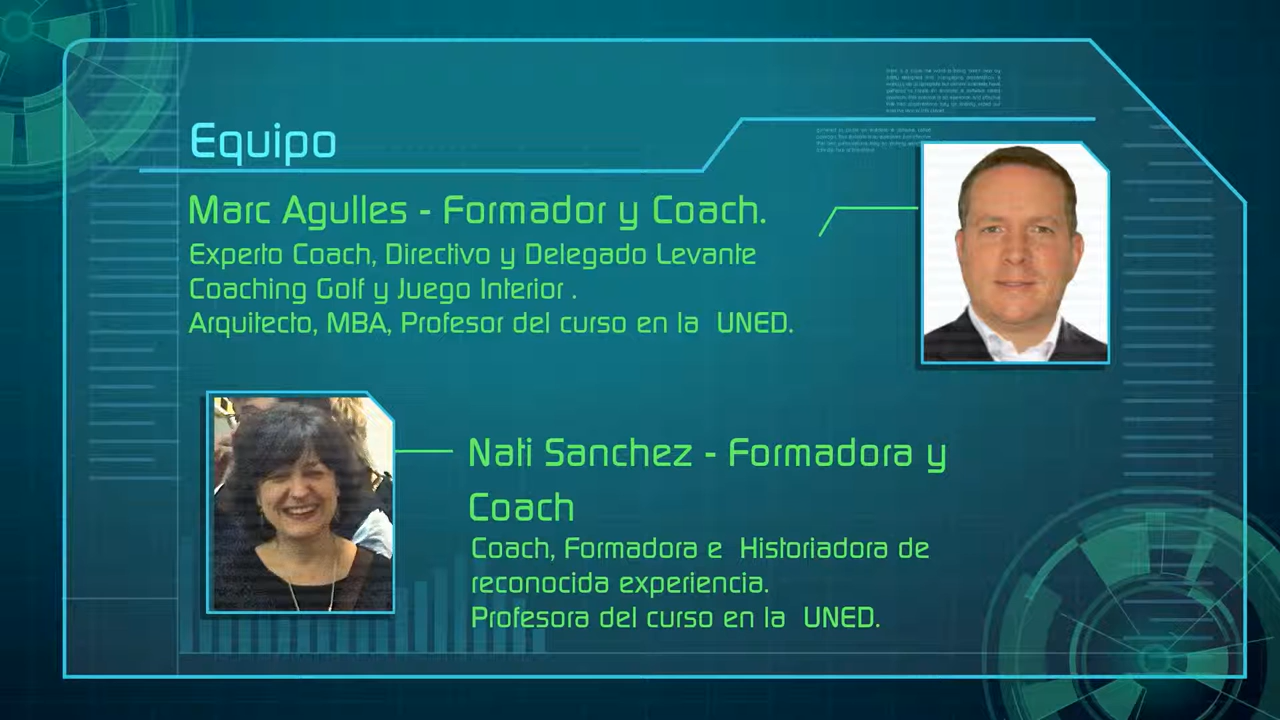 Equipo
Marc Agulles - Formador y Coach.
Experto Coach, Directivo y Delegado Levante
Coaching Golf y Juego Interior .
Arquitecto, MBA, Profesor del curso en la UNED.
Nati Sanchez - Formadora y
Coach
Coach, Formadora e Historiadora de
reconocida experiencia.
Profesora del curso en la UNED.